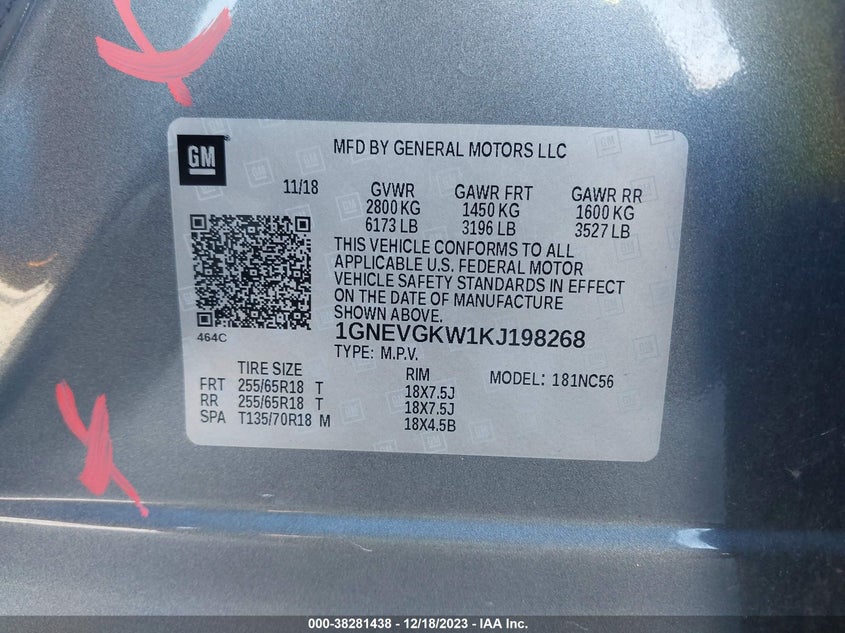 GM
MFD BY GENERAL MOTORS LLC
11/18 GVWR GAWR FRT GAWR RR
2800 KG 1450 KG 1600 KG
6173 LB 3196 LB 3527 LB
THIS VEHICLE CONFORMS TO ALL
APPLICABLE U.S. FEDERAL MOTOR
VEHICLE SAFETY STANDARDS IN EFFECT
ON THE DATE OF MANUFACTURE
SHOWN ABOVE.
464C
1GNEVGKW1KJ198268
TYPE: M.P.V.
TIRE SIZE RIM MODEL: 181NC56
FRT 255/65R18 T 18X7.5J
RR 255/65R18 T 18X7.5J
SPA T135/70R18 M 18X4.5B
000-38281438 - 12/18/2023 - IAA Inc.